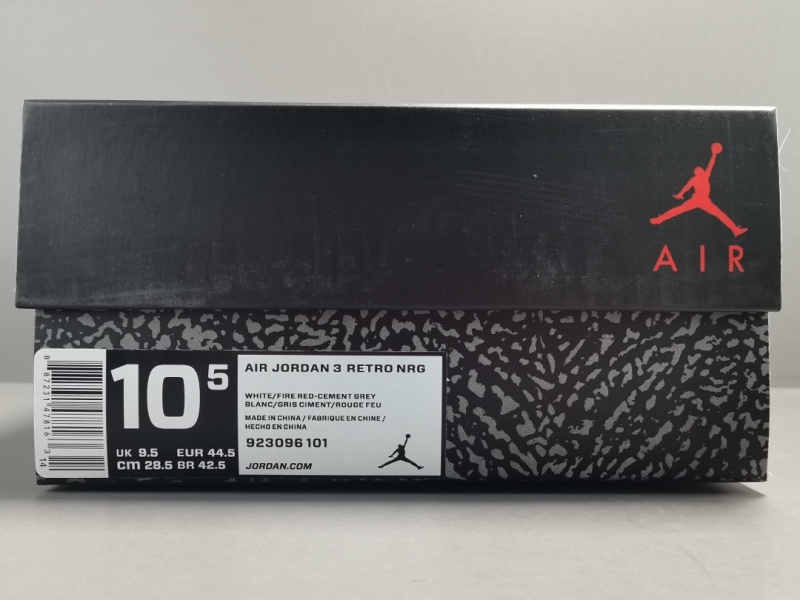 AIR
10⁵
UK 9.5 EUR 44.5
CM 28.5 BR 42.5
AIR JORDAN 3 RETRO NRG
WHITE/FIRE RED-CEMENT GREY
BLANC/GRIS CIMENT/ROUGE FEU
MADE IN CHINA / FABRIQUE EN CHINE /
HECHO EN CHINA
923096 101
JORDAN.COM